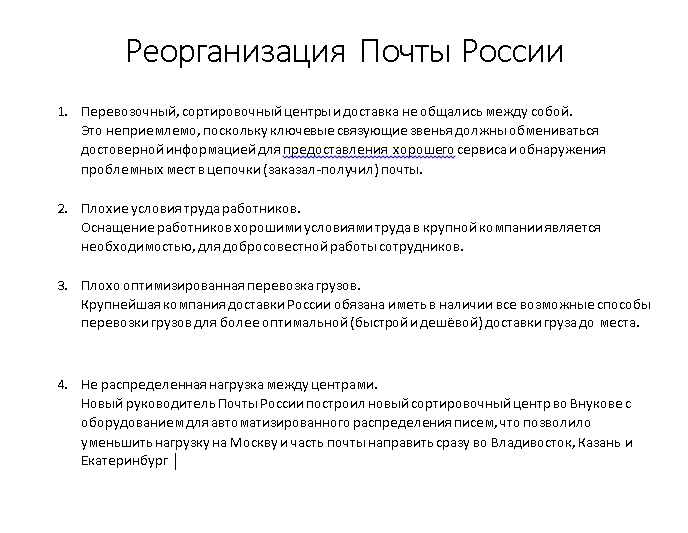 Реорганизация Почты России
1. Перевозочный, сортировочный центры и доставка не общались между собой.
Это неприемлемо, поскольку ключевые связующие звенья должны обмениваться
достоверной информацией для предоставления хорошего сервиса и обнаружения
проблемных мест в цепочки (заказал-получил) почты.
2. Плохие условия труда работников.
Оснащение работников хорошими условиями труда в крупной компании является
необходимостью, для добросовестной работы сотрудников.
3. Плохо оптимизированная перевозка грузов.
Крупнейшая компания доставки России обязана иметь в наличии все возможные способы
перевозки грузов для более оптимальной (быстрой и дешёвой) доставки груза до места.
4. Не распределенная нагрузка между центрами.
Новый руководитель Почты России построил новый сортировочный центр во Внукове с
оборудованием для автоматизированного распределения писем, что позволило
уменьшить нагрузку на Москву и часть почты направить сразу во Владивосток, Казань и
Екатеринбург